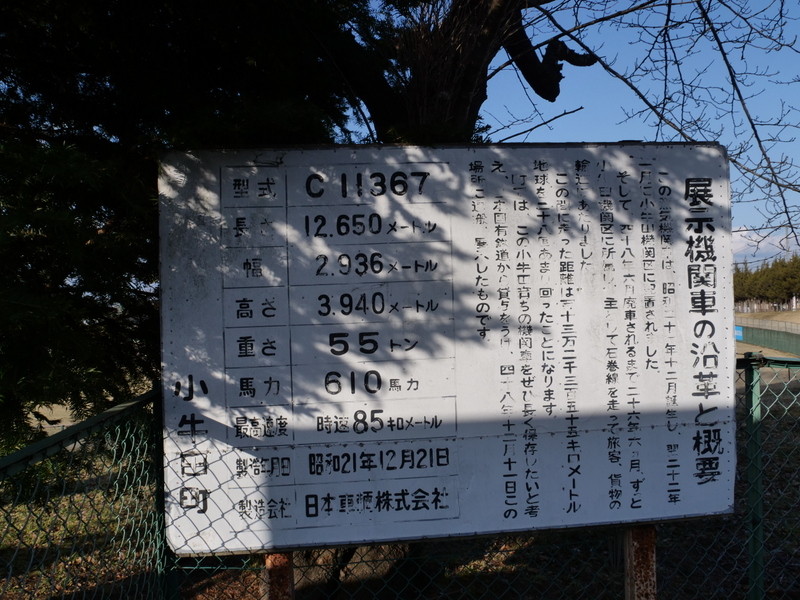 展示機関車の沿革と概要
この蒸気機関車は、昭和二十一年十二月誕生し、翌二十二年
一月に小牛田機関区に配置されました。
そして、四十八年六月廃車されるまで二十六年六ヶ月、ずっと
小牛田機関区に所属し、主として石巻線を走って旅客、貨物の
輸送にあたりました。
この間に走った距離は百十三万二千三百五十五キロメートル
地球を二十八周あまり回ったことになります。
小牛田町は、この小牛田育ちの機関車をぜひ長く保存したいと考
え、日本国有鉄道から貸与をうけ、四十八年十二月十二日この
場所に運搬、展示したものです。
型式 C11367
長さ 12.650メートル
幅 2.936メートル
高さ 3.940メートル
重さ 55トン
馬力 610馬力
最高速度 時速85キロメートル
製造年月日 昭和21年12月21日
製造会社 日本車輌株式会社
小牛田町